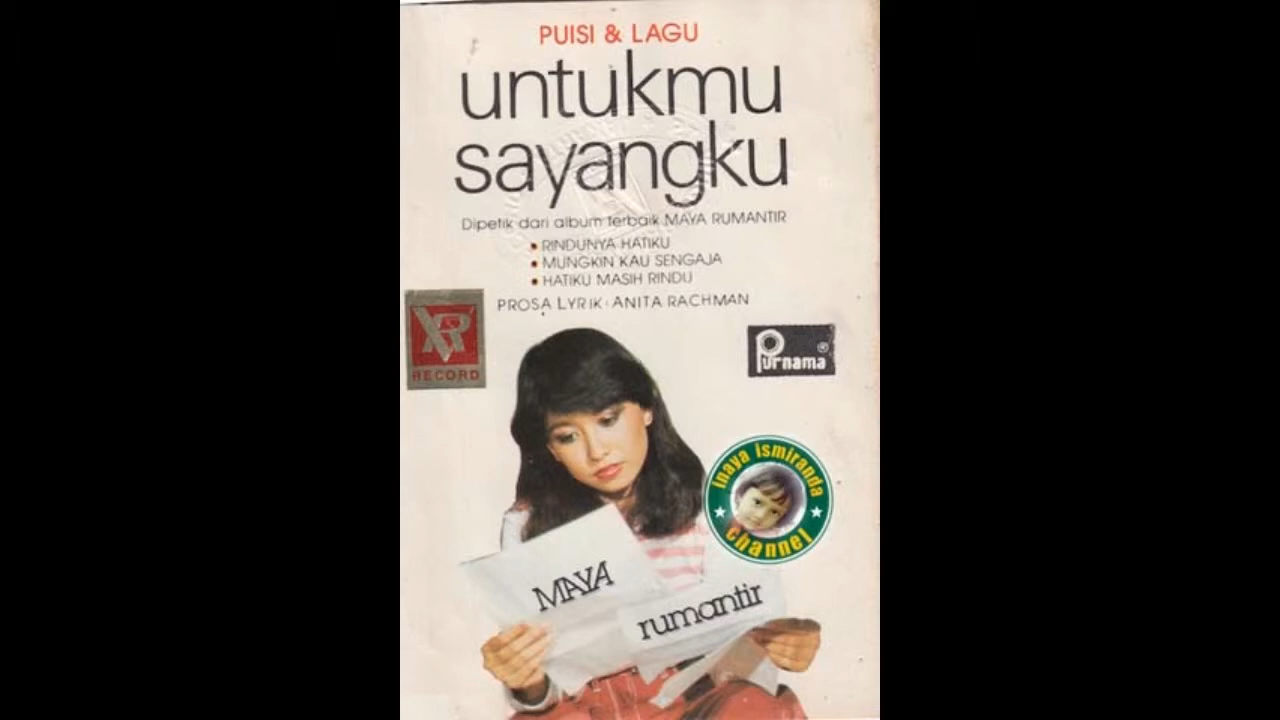 PUISI & LAGU
untukmu
sayangku
Dipetik dari album terbaik MAYA RUMANTIR
• RINDUNYA HATIKU
• MUNGKIN KAU SENGAJA
• HATIKU MASIH RINDU
PROSA LYRIK : ANITA RACHMAN
XR
RECORD
Purnama ®
inaya ismiranda
channel
MAYA
rumantir